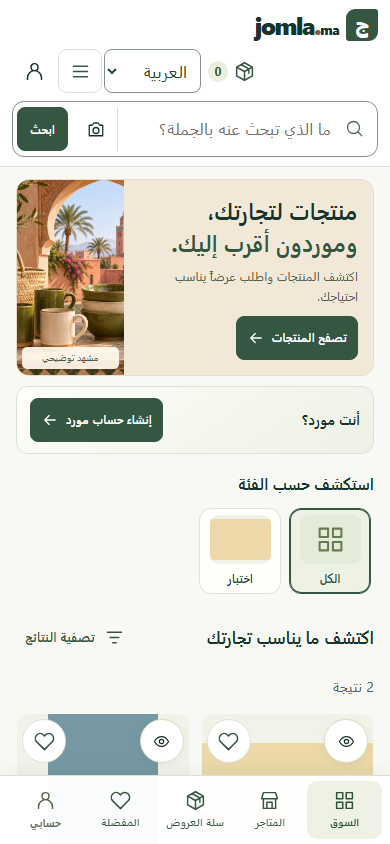 jomla.ma ج
0 العربية
ما الذي تبحث عنه بالجملة؟ ابحث
منتجات لتجارتك،
وموردون أقرب إليك.
اكتشف المنتجات واطلب عرضاً يناسب
احتياجك.
تصفح المنتجات
مشهد توضيحي
أنت مورد؟ إنشاء حساب مورد
استكشف حسب الفئة
الكل اختبار
اكتشف ما يناسب تجارتك تصفية النتائج
2 نتيجة
السوق المتاجر سلة العروض المفضلة حسابي